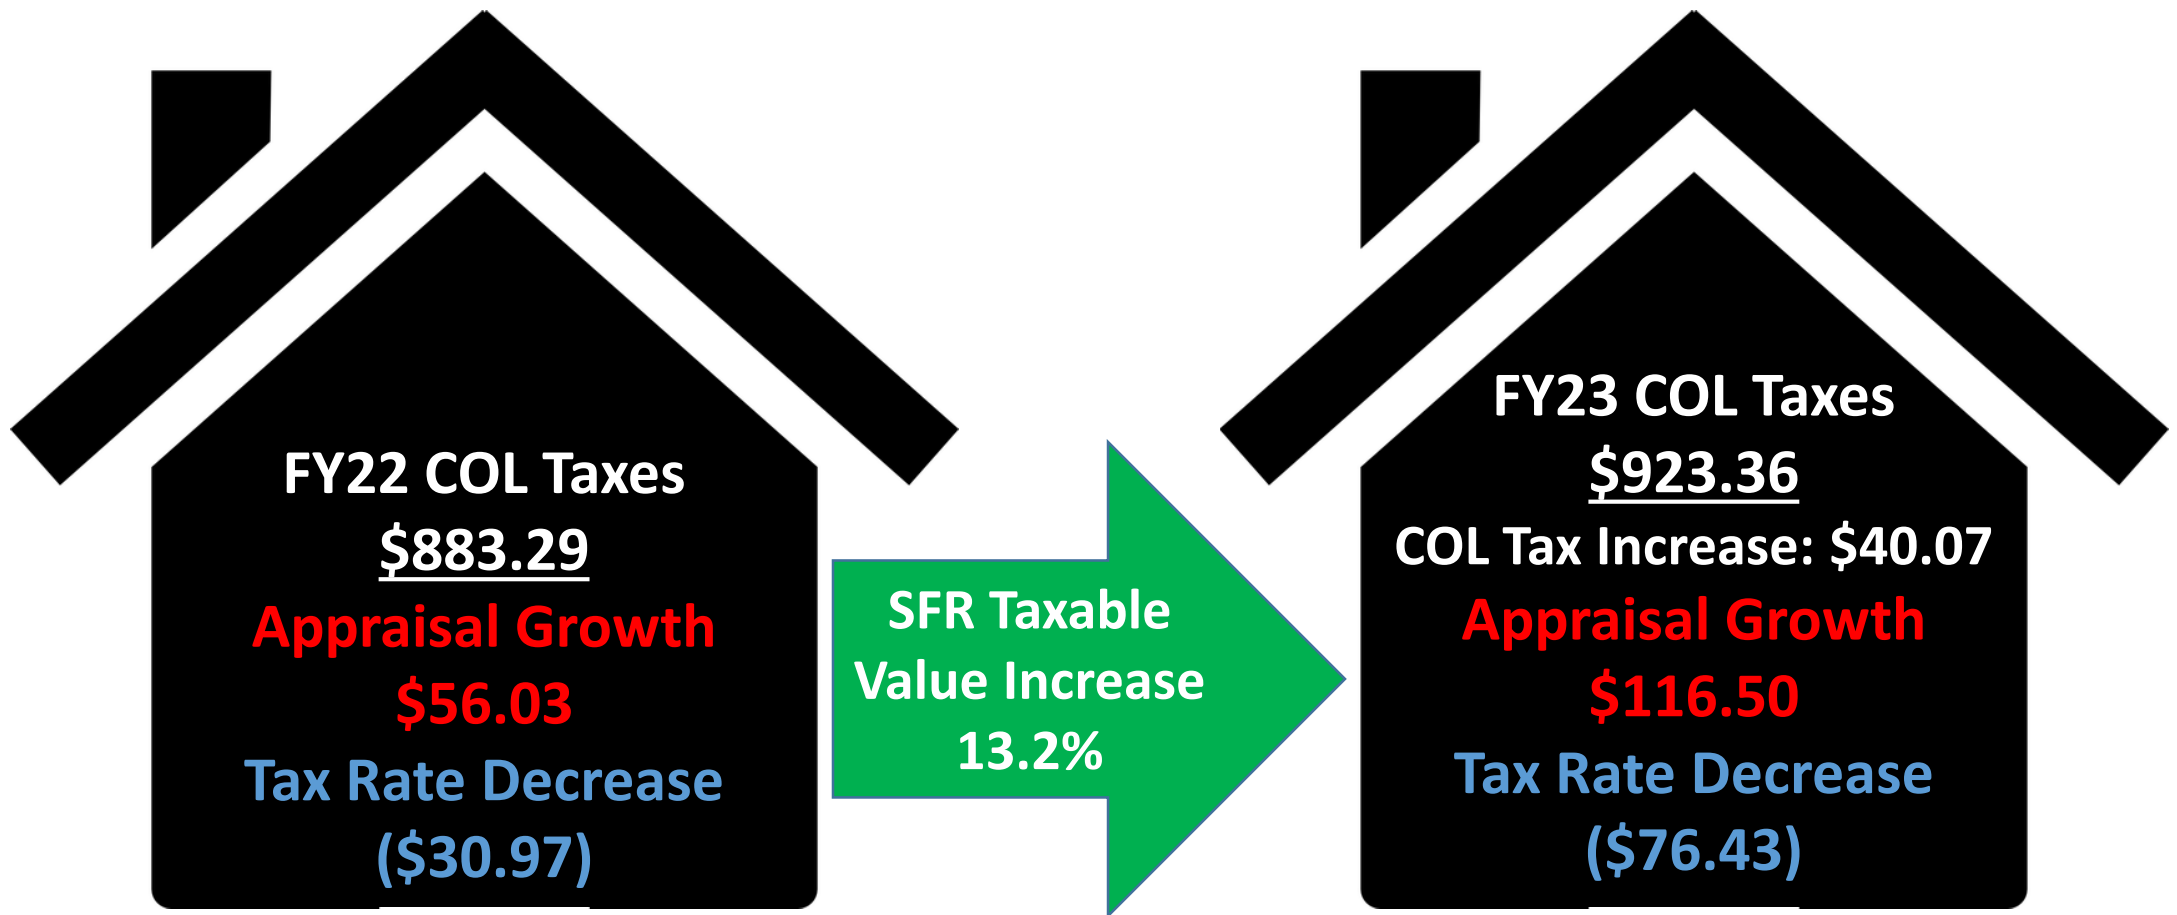 FY22 COL Taxes
$883.29
Appraisal Growth
$56.03
Tax Rate Decrease
($30.97)
SFR Taxable
Value Increase
13.2%
FY23 COL Taxes
$923.36
COL Tax Increase: $40.07
Appraisal Growth
$116.50
Tax Rate Decrease
($76.43)